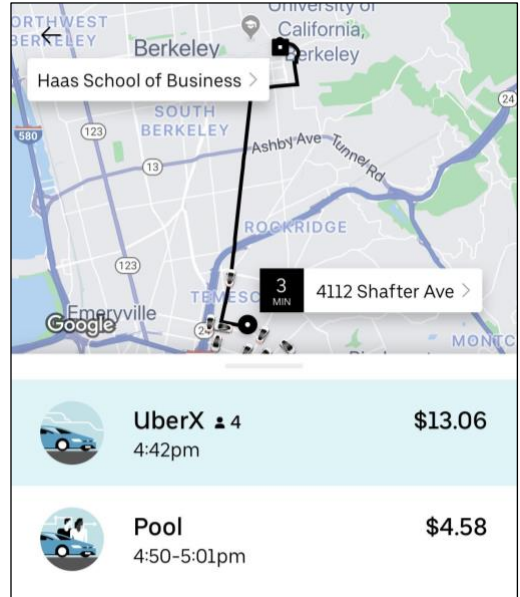 ORTHWEST
BERKELEY
University of
California,
Berkeley
Berkeley
Haas School of Business
SOUTH
BERKELEY
24
580
123
13
Ashby Ave
Tunnel Rd
ROCKRIDGE
123
3
MIN
4112 Shafter Ave
TEMESC
Emeryville
Google
24
MONTC
UberX 4
$13.06
4:42pm
Pool
$4.58
4:50-5:01pm